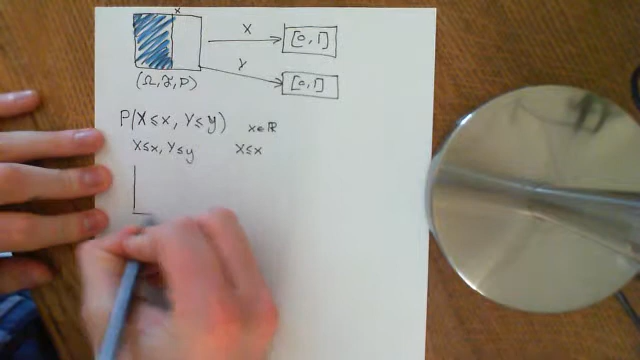 x
X
[0,1]
Y
[0,1]
(Ω, F, P)
P(X ≤ x, Y ≤ y) x ∈ ℝ
X ≤ x, Y ≤ y X ≤ x